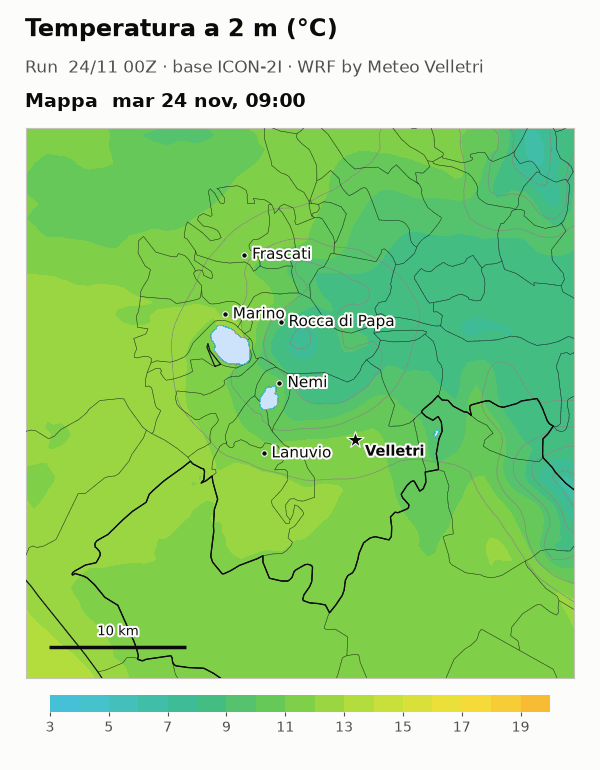 Temperatura a 2 m (°C)
Run  24/11 00Z · base ICON-2I · WRF by Meteo Velletri
Mappa  mar 24 nov, 09:00
Frascati
Marino
Rocca di Papa
Nemi
Velletri
Lanuvio
10 km
3 5 7 9 11 13 15 17 19